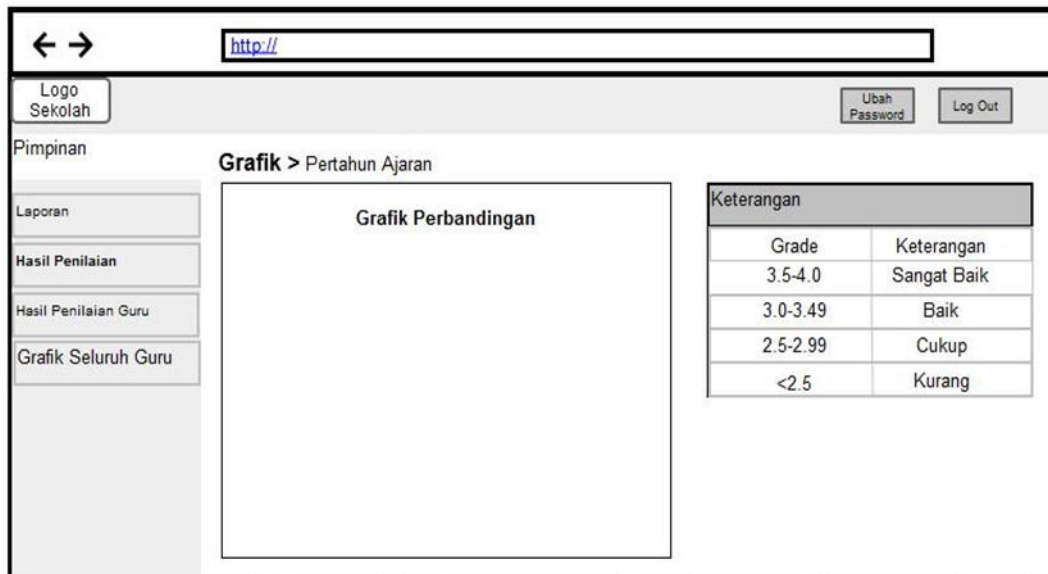 http://
Logo
Sekolah
Ubah
Password
Log Out
Pimpinan
Grafik > Pertahun Ajaran
Laporan
Hasil Penilaian
Hasil Penilaian Guru
Grafik Seluruh Guru
Grafik Perbandingan
Keterangan
Grade Keterangan
3.5-4.0 Sangat Baik
3.0-3.49 Baik
2.5-2.99 Cukup
<2.5 Kurang